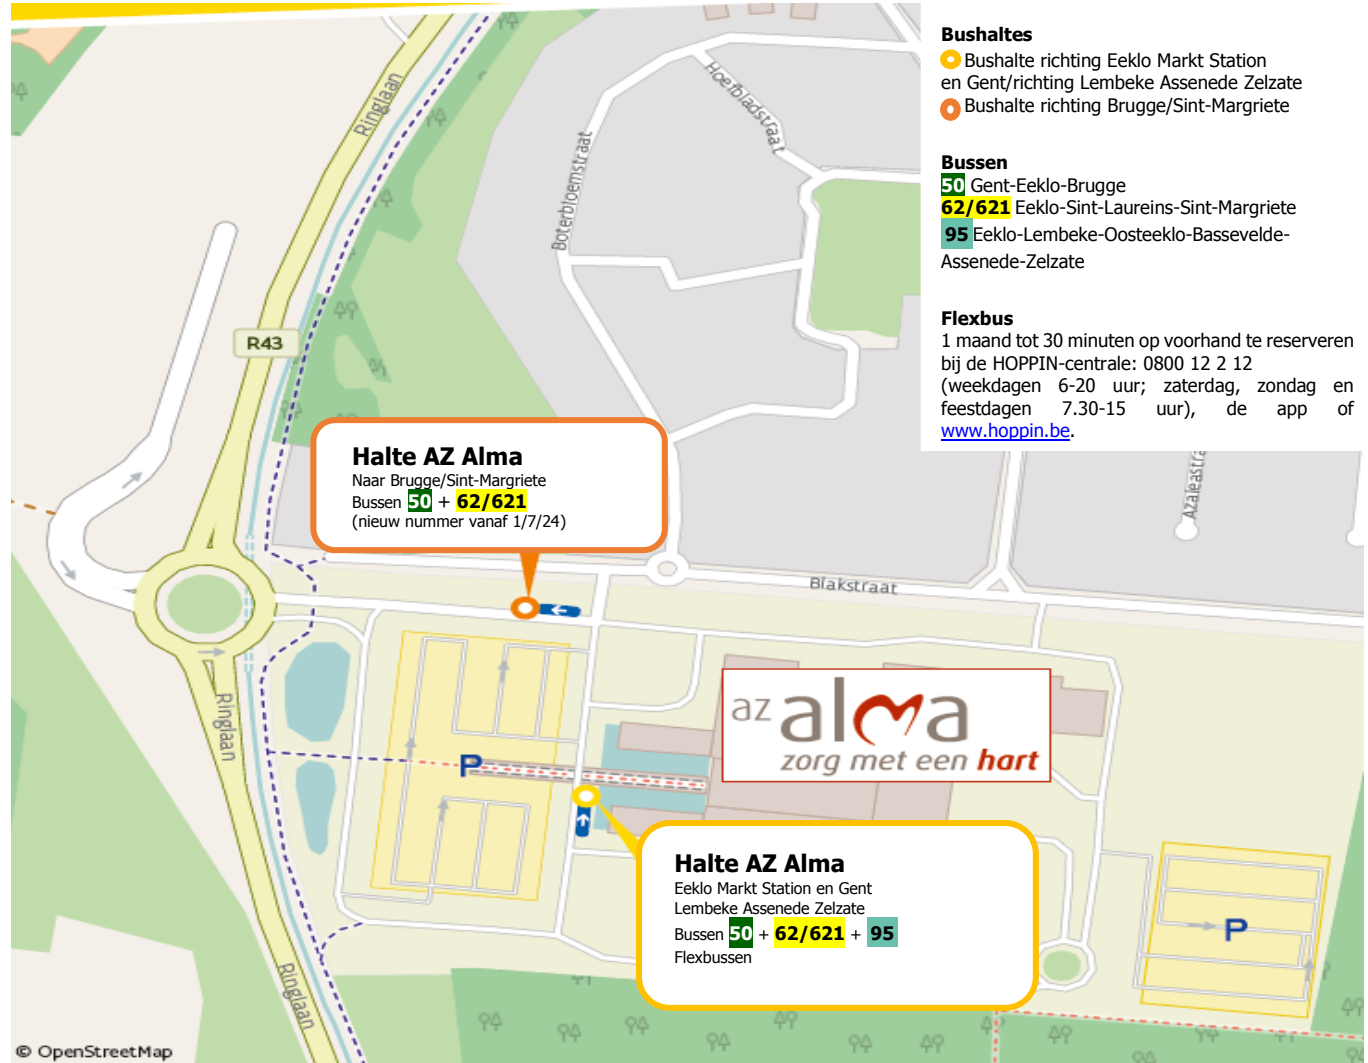 Bushaltes
Bushalte richting Eeklo Markt Station
en Gent/richting Lembeke Assenede Zelzate
Bushalte richting Brugge/Sint-Margriete
Bussen
50 Gent-Eeklo-Brugge
62/621 Eeklo-Sint-Laureins-Sint-Margriete
95 Eeklo-Lembeke-Oosteeklo-Bassevelde-
Assenede-Zelzate
Flexbus
1 maand tot 30 minuten op voorhand te reserveren
bij de HOPPIN-centrale: 0800 12 2 12
(weekdagen 6-20 uur; zaterdag, zondag en
feestdagen 7.30-15 uur), de app of
www.hoppin.be.
Ringlaan
Hoefbladstraat
Boterbloemstraat
R43
Halte AZ Alma
Naar Brugge/Sint-Margriete
Bussen 50 + 62/621
(nieuw nummer vanaf 1/7/24)
Azaleastra
Blakstraat
Ringlaan
az alma
zorg met een hart
P
Halte AZ Alma
Eeklo Markt Station en Gent
Lembeke Assenede Zelzate
Bussen 50 + 62/621 + 95
Flexbussen
P
Ringlaan
© OpenStreetMap